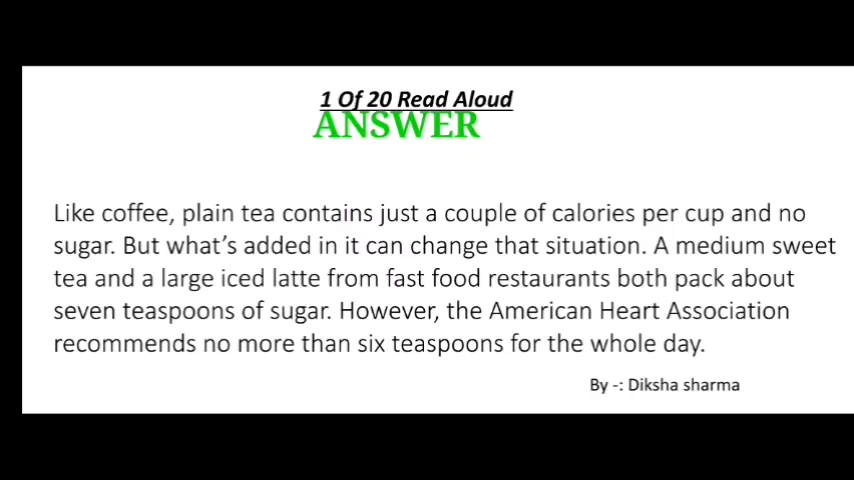 1 Of 20 Read Aloud
ANSWER
Like coffee, plain tea contains just a couple of calories per cup and no
sugar. But what's added in it can change that situation. A medium sweet
tea and a large iced latte from fast food restaurants both pack about
seven teaspoons of sugar. However, the American Heart Association
recommends no more than six teaspoons for the whole day.
By -: Diksha sharma